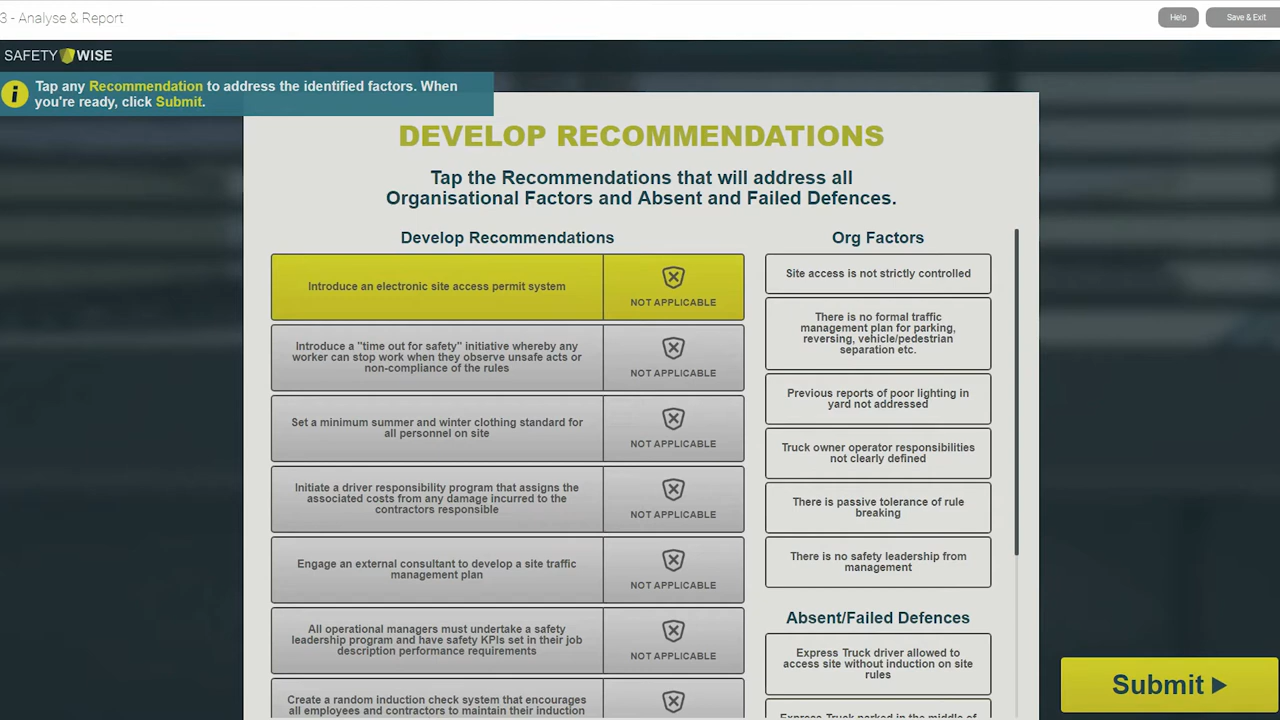 3 - Analyse & Report
Help
Save & Exit
SAFETY WISE
i
Tap any Recommendation to address the identified factors. When
you're ready, click Submit.
DEVELOP RECOMMENDATIONS
Tap the Recommendations that will address all
Organisational Factors and Absent and Failed Defences.
Develop Recommendations
Introduce an electronic site access permit system
NOT APPLICABLE
Introduce a "time out for safety" initiative whereby any
worker can stop work when they observe unsafe acts or
non-compliance of the rules
NOT APPLICABLE
Set a minimum summer and winter clothing standard for
all personnel on site
NOT APPLICABLE
Initiate a driver responsibility program that assigns the
associated costs from any damage incurred to the
contractors responsible
NOT APPLICABLE
Engage an external consultant to develop a site traffic
management plan
NOT APPLICABLE
All operational managers must undertake a safety
leadership program and have safety KPIs set in their job
description performance requirements
NOT APPLICABLE
Create a random induction check system that encourages
all employees and contractors to maintain their induction
Org Factors
Site access is not strictly controlled
There is no formal traffic
management plan for parking,
reversing, vehicle/pedestrian
separation etc.
Previous reports of poor lighting in
yard not addressed
Truck owner operator responsibilities
not clearly defined
There is passive tolerance of rule
breaking
There is no safety leadership from
management
Absent/Failed Defences
Express Truck driver allowed to
access site without induction on site
rules
Express Truck parked in the middle of
Submit